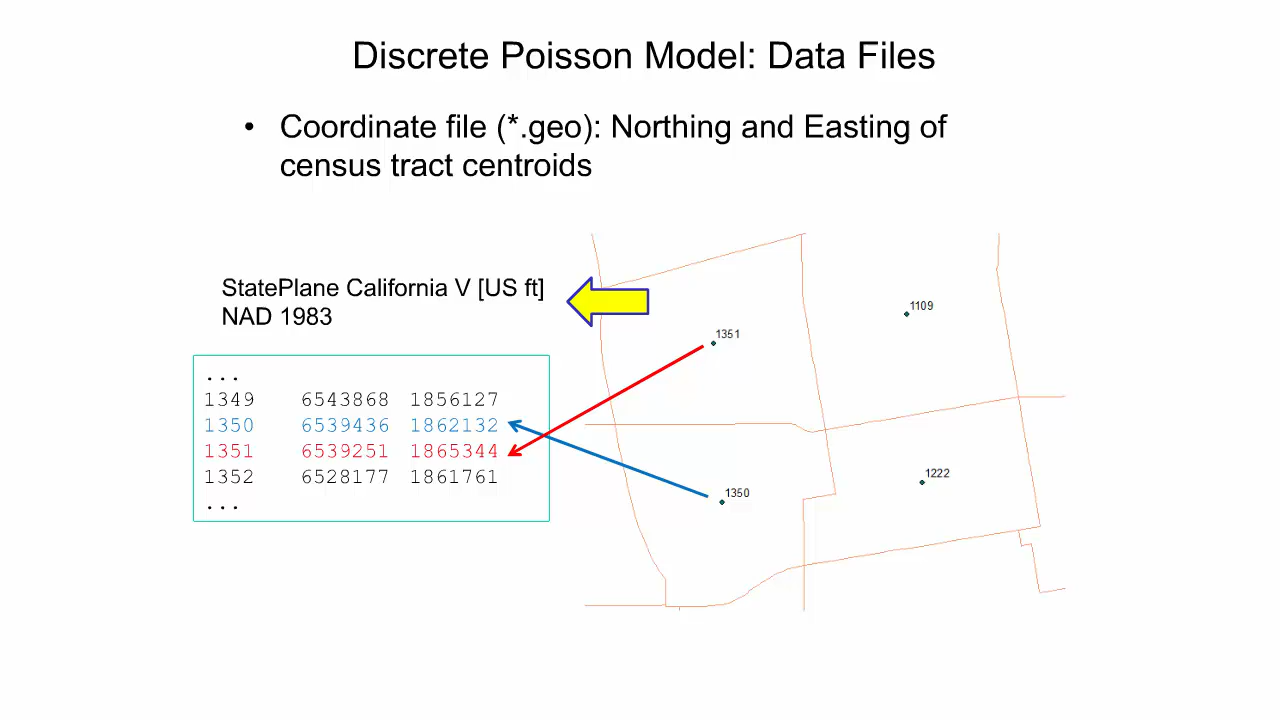 Discrete Poisson Model: Data Files
• Coordinate file (*.geo): Northing and Easting of
census tract centroids
StatePlane California V [US ft]
NAD 1983
...
1349 6543868 1856127
1350 6539436 1862132
1351 6539251 1865344
1352 6528177 1861761
...
1109
1351
1222
1350